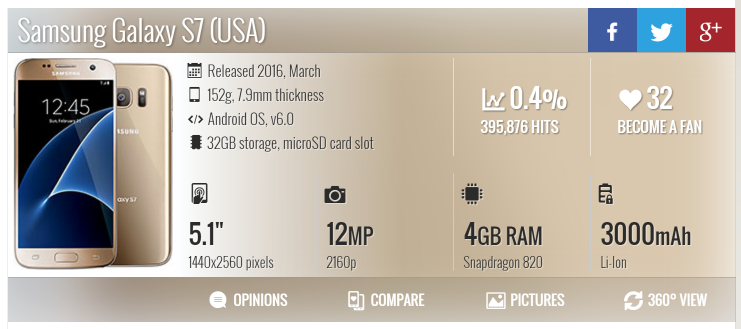 Samsung Galaxy S7 (USA)
f
g+
SAMSUNG
12:45
Released 2016, March
152g, 7.9mm thickness
Android OS, v6.0
32GB storage, microSD card slot
0.4%
395,876 HITS
32
BECOME A FAN
5.1"
1440x2560 pixels
12MP
2160p
4GB RAM
Snapdragon 820
3000mAh
Li-Ion
OPINIONS
COMPARE
PICTURES
360° VIEW